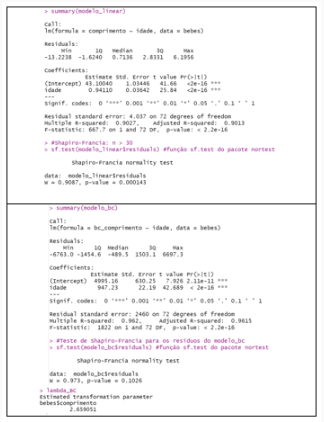 > summary(modelo_linear)
Call:
lm(formula = comprimento ~ idade, data = bebes)
Residuals:
Min 1Q Median 3Q Max
-13.2238 -1.6240 0.7136 2.8331 6.1956
Coefficients:
Estimate Std. Error t value Pr(>|t|)
(Intercept) 43.10040 1.03446 41.66 <2e-16 ***
idade 0.94110 0.03642 25.84 <2e-16 ***
---
Signif. codes: 0 '***' 0.001 '**' 0.01 '*' 0.05 '.' 0.1 ' ' 1
Residual standard error: 4.037 on 72 degrees of freedom
Multiple R-squared: 0.9027, Adjusted R-squared: 0.9013
F-statistic: 667.7 on 1 and 72 DF, p-value: < 2.2e-16
> #Shapiro-Francia: n > 30
> sf.test(modelo_linear$residuals) #função sf.test do pacote nortest
Shapiro-Francia normality test
data: modelo_linear$residuals
W = 0.9087, p-value = 0.000143
> summary(modelo_bc)
Call:
lm(formula = bc_comprimento ~ idade, data = bebes)
Residuals:
Min 1Q Median 3Q Max
-6763.0 -1454.6 -489.5 1503.1 6697.3
Coefficients:
Estimate Std. Error t value Pr(>|t|)
(Intercept) 4995.16 630.25 7.926 2.11e-11 ***
idade 947.23 22.19 42.689 < 2e-16 ***
---
Signif. codes: 0 '***' 0.001 '**' 0.01 '*' 0.05 '.' 0.1 ' ' 1
Residual standard error: 2460 on 72 degrees of freedom
Multiple R-squared: 0.962, Adjusted R-squared: 0.9615
F-statistic: 1822 on 1 and 72 DF, p-value: < 2.2e-16
> #Teste de Shapiro-Francia para os resíduos do modelo_bc
> sf.test(modelo_bc$residuals) #função sf.test do pacote nortest
Shapiro-Francia normality test
data: modelo_bc$residuals
W = 0.973, p-value = 0.1026
> lambda_BC
Estimated transformation parameter
bebes$comprimento
2.659051